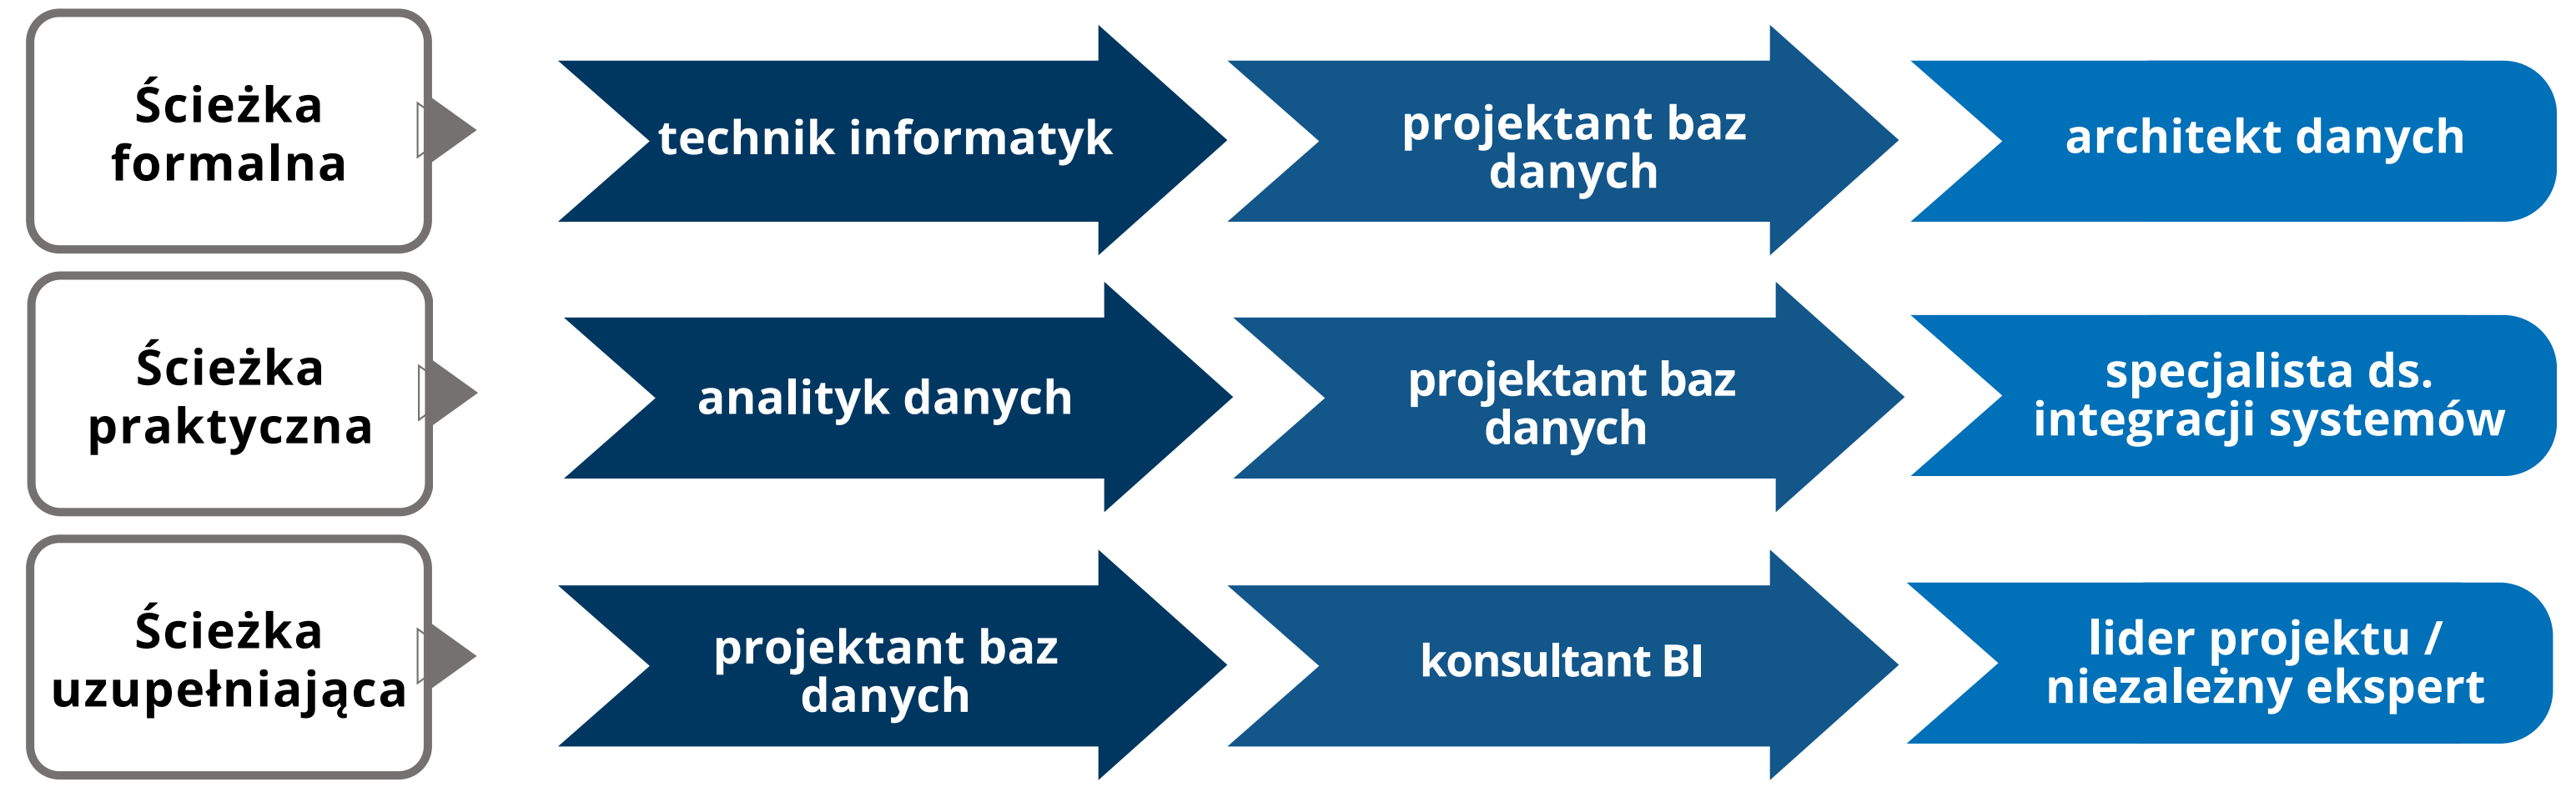 Ścieżka
formalna
technik informatyk
projektant baz
danych
architekt danych
Ścieżka
praktyczna
analityk danych
projektant baz
danych
specjalista ds.
integracji systemów
Ścieżka
uzupełniająca
projektant baz
danych
konsultant BI
lider projektu /
niezależny ekspert